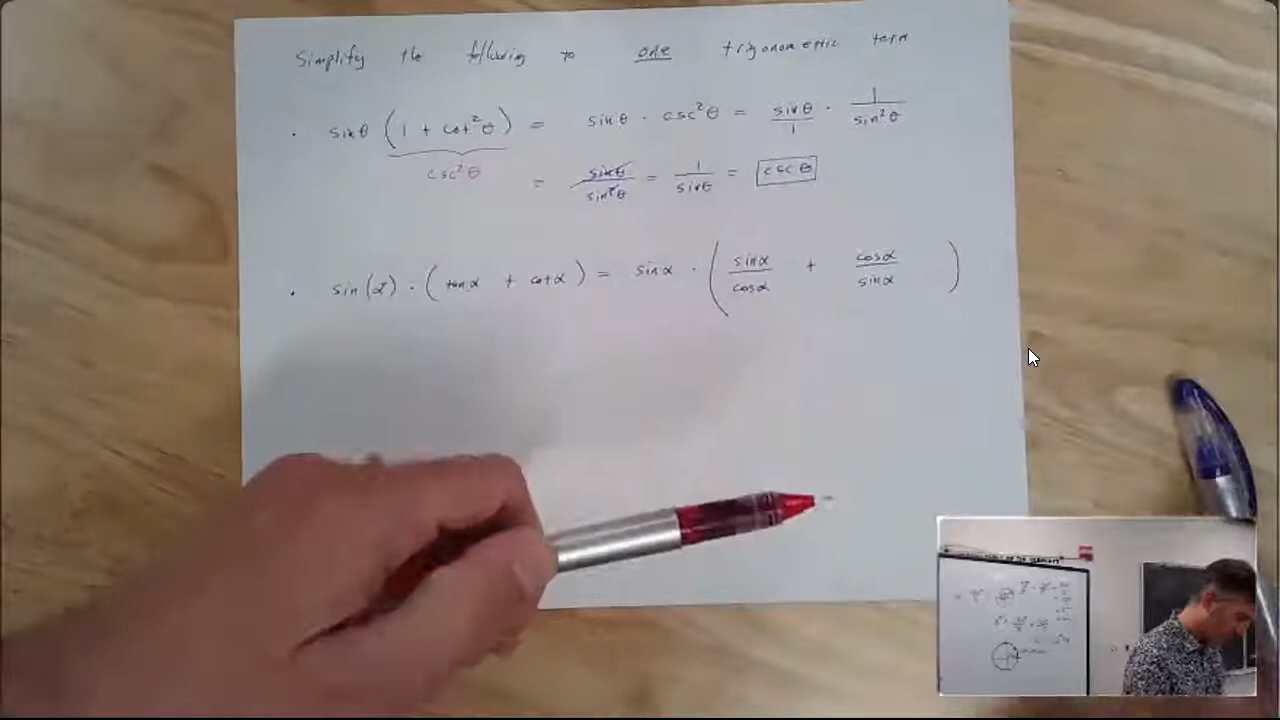 Simplify the following to one trigonometric term
• sinθ (1 + cot²θ) = sinθ · csc²θ = sinθ/1 · 1/sin²θ
csc²θ = sinθ/sin²θ = 1/sinθ = csc θ
• sin(α) · (tanα + cotα) = sinα · (sinα/cosα + cosα/sinα)